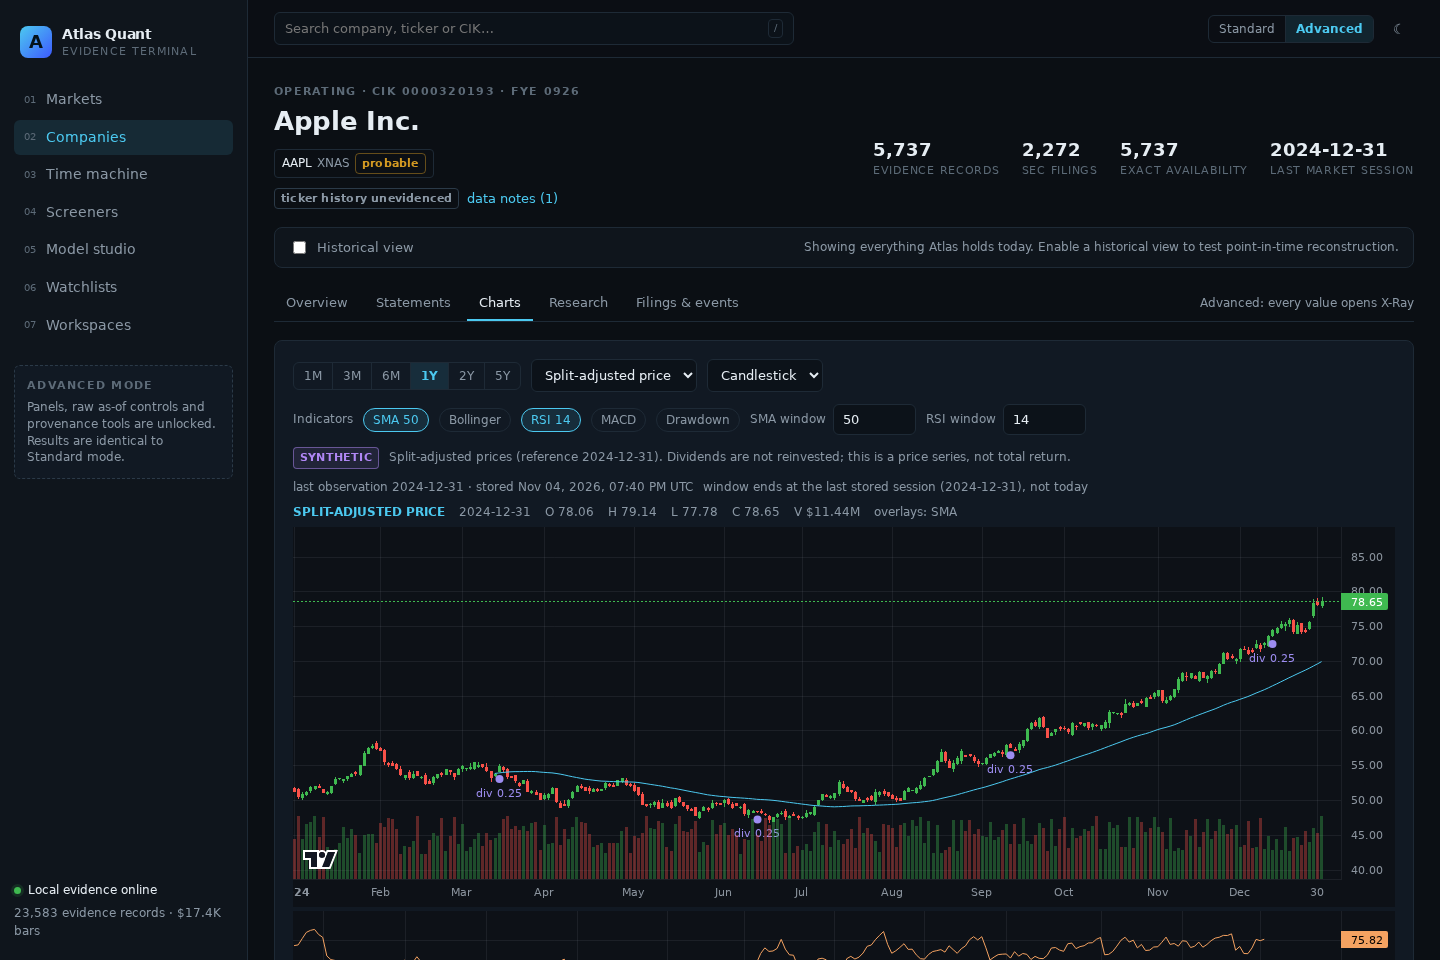 A
Atlas Quant
EVIDENCE TERMINAL
01 Markets
02 Companies
03 Time machine
04 Screeners
05 Model studio
06 Watchlists
07 Workspaces
ADVANCED MODE
Panels, raw as-of controls and
provenance tools are unlocked.
Results are identical to
Standard mode.
Local evidence online
23,583 evidence records · $17.4K
bars
Search company, ticker or CIK... /
Standard Advanced
OPERATING · CIK 0000320193 · FYE 0926
Apple Inc.
AAPL XNAS probable
ticker history unevidenced data notes (1)
5,737 2,272 5,737 2024-12-31
EVIDENCE RECORDS SEC FILINGS EXACT AVAILABILITY LAST MARKET SESSION
Historical view Showing everything Atlas holds today. Enable a historical view to test point-in-time reconstruction.
Overview Statements Charts Research Filings & events Advanced: every value opens X-Ray
1M 3M 6M 1Y 2Y 5Y Split-adjusted price Candlestick
Indicators SMA 50 Bollinger RSI 14 MACD Drawdown SMA window 50 RSI window 14
SYNTHETIC Split-adjusted prices (reference 2024-12-31). Dividends are not reinvested; this is a price series, not total return.
last observation 2024-12-31 · stored Nov 04, 2026, 07:40 PM UTC window ends at the last stored session (2024-12-31), not today
SPLIT-ADJUSTED PRICE 2024-12-31 O 78.06 H 79.14 L 77.78 C 78.65 V $11.44M overlays: SMA
85.00
80.00
78.65
75.00
70.00
65.00
60.00
55.00
50.00
45.00
40.00
div 0.25
div 0.25
div 0.25
div 0.25
24 Feb Mar Apr May Jun Jul Aug Sep Oct Nov Dec 30
75.82